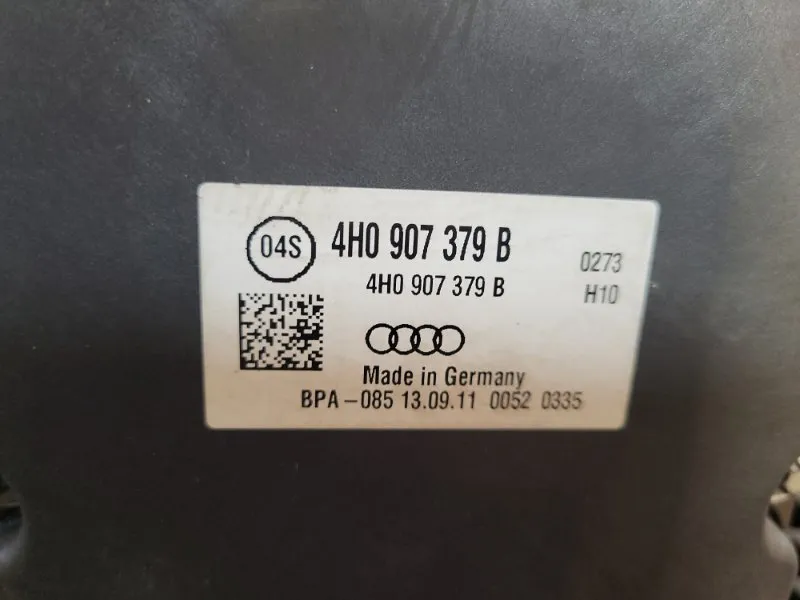 04S
4H0 907 379 B
4H0 907 379 B
0273
H10
Made in Germany
BPA-085 13.09.11 0052 0335